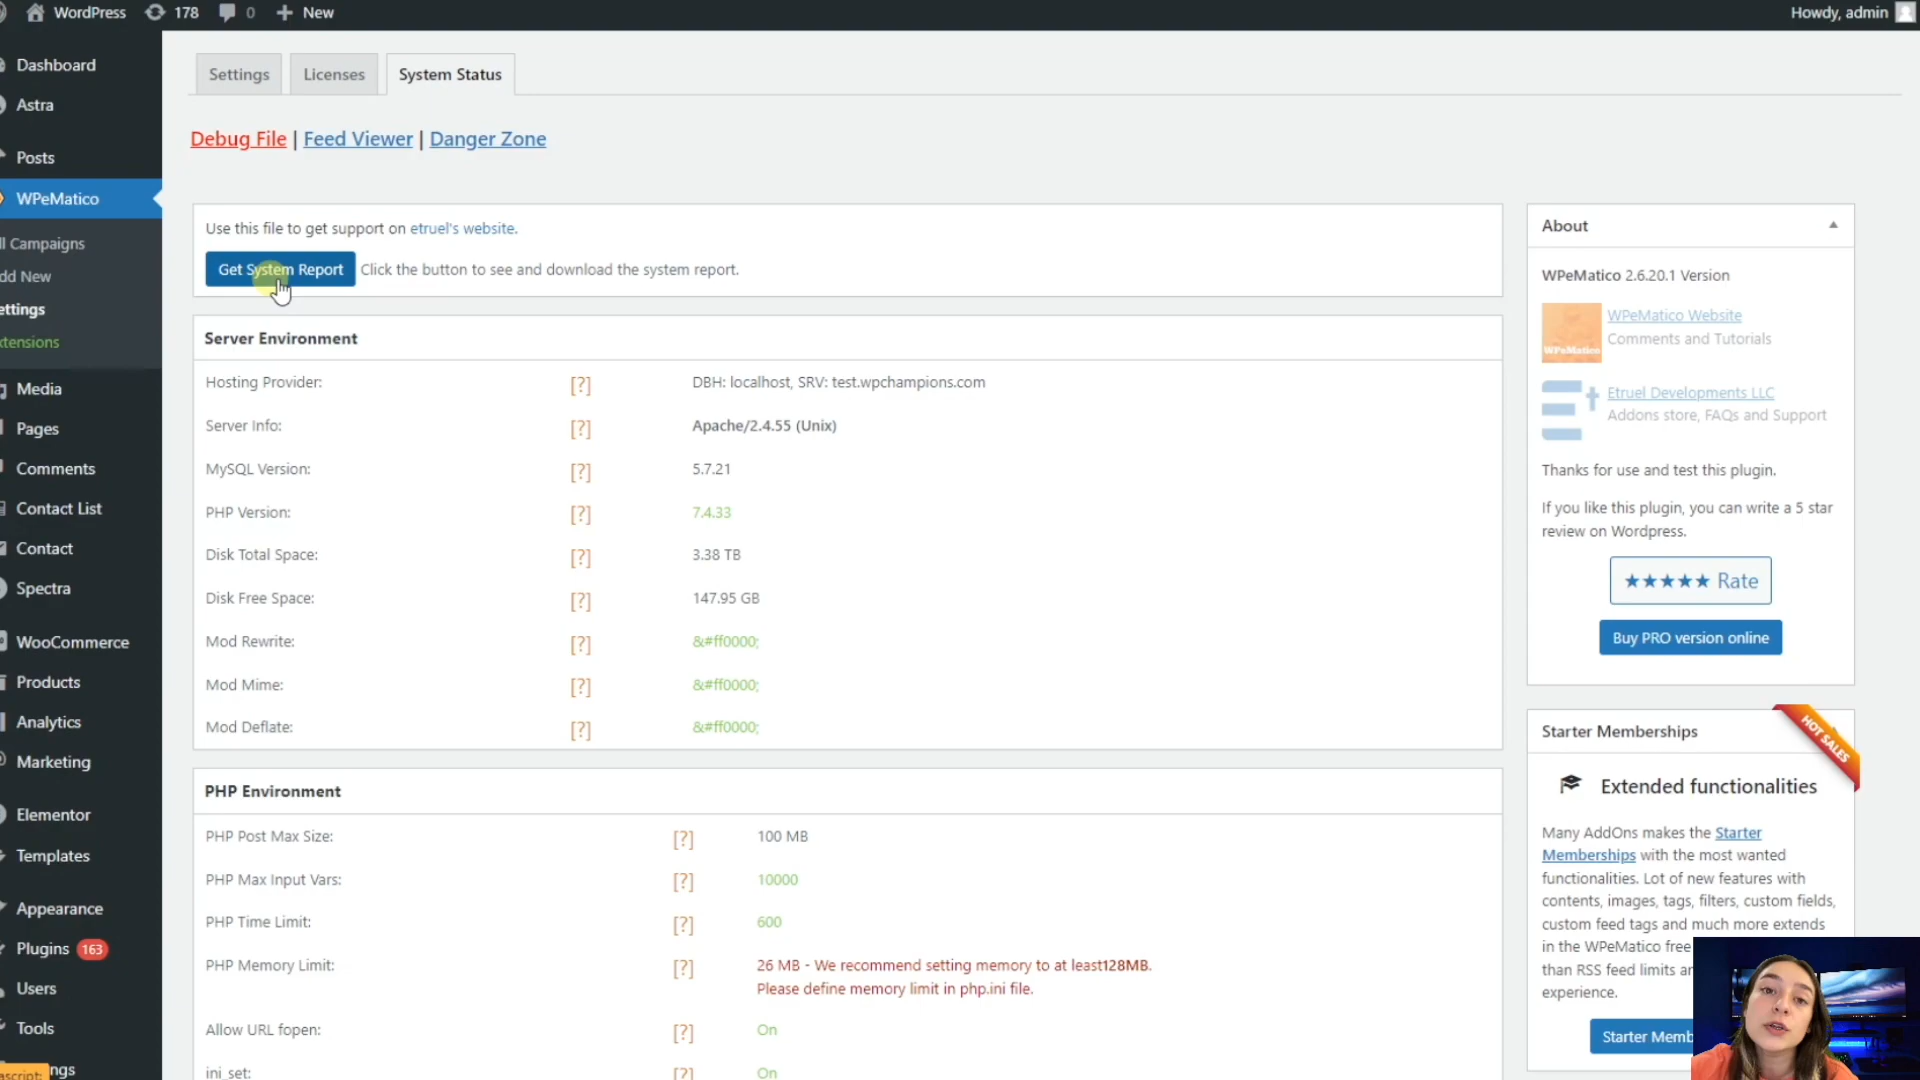 WordPress 178 0 New Howdy, admin
Dashboard
Astra
Posts
WPeMatico
ll Campaigns
dd New
ettings
xtensions
Media
Pages
Comments
Contact List
Contact
Spectra
WooCommerce
Products
Analytics
Marketing
Elementor
Templates
Appearance
Plugins 163
Users
Tools
ngs
ascript:
Settings Licenses System Status
Debug File | Feed Viewer | Danger Zone
Use this file to get support on etruel's website.
Get System Report Click the button to see and download the system report.
Server Environment
Hosting Provider: [?] DBH: localhost, SRV: test.wpchampions.com
Server Info: [?] Apache/2.4.55 (Unix)
MySQL Version: [?] 5.7.21
PHP Version: [?] 7.4.33
Disk Total Space: [?] 3.38 TB
Disk Free Space: [?] 147.95 GB
Mod Rewrite: [?] &#ff0000;
Mod Mime: [?] &#ff0000;
Mod Deflate: [?] &#ff0000;
PHP Environment
PHP Post Max Size: [?] 100 MB
PHP Max Input Vars: [?] 10000
PHP Time Limit: [?] 600
PHP Memory Limit: [?] 26 MB - We recommend setting memory to at least128MB.
Please define memory limit in php.ini file.
Allow URL fopen: [?] On
ini_set: [?] On
About
WPeMatico 2.6.20.1 Version
WPeMatico
WPeMatico Website
Comments and Tutorials
Etruel Developments LLC
Addons store, FAQs and Support
Thanks for use and test this plugin.
If you like this plugin, you can write a 5 star
review on Wordpress.
★★★★★ Rate
Buy PRO version online
Starter Memberships
HOT SALES
Extended functionalities
Many AddOns makes the Starter
Memberships with the most wanted
functionalities. Lot of new features with
contents, images, tags, filters, custom fields,
custom feed tags and much more extends
in the WPeMatico free
than RSS feed limits ar
experience.
Starter Memb